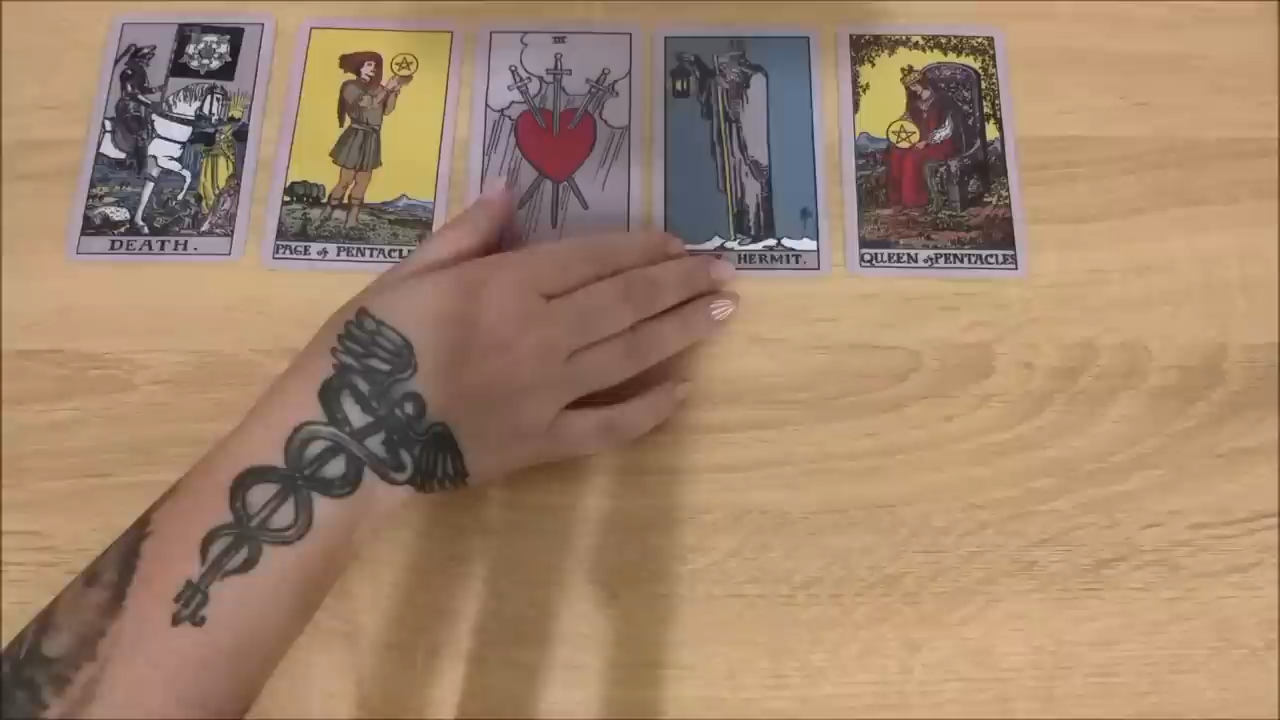 DEATH.
PAGE of PENTACL
III
HERMIT.
QUEEN of PENTACLES